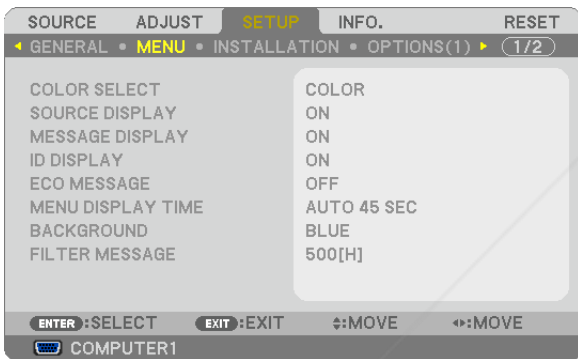 SOURCE ADJUST SETUP INFO. RESET
GENERAL • MENU • INSTALLATION • OPTIONS(1) 1/2
COLOR SELECT COLOR
SOURCE DISPLAY ON
MESSAGE DISPLAY ON
ID DISPLAY ON
ECO MESSAGE OFF
MENU DISPLAY TIME AUTO 45 SEC
BACKGROUND BLUE
FILTER MESSAGE 500[H]
ENTER :SELECT EXIT :EXIT :MOVE :MOVE
COMPUTER1